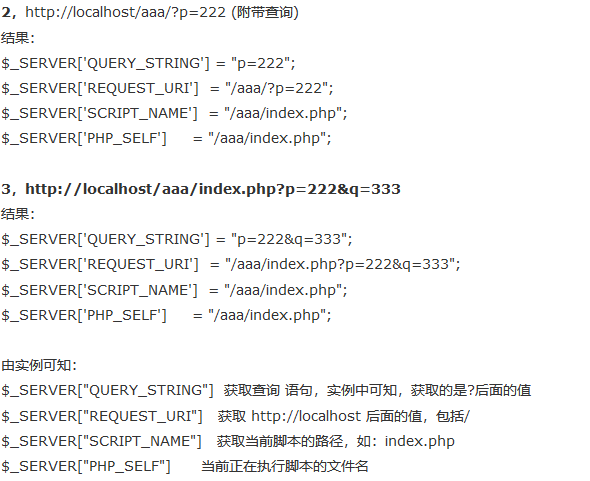 2，http://localhost/aaa/?p=222 (附带查询)
结果：
$_SERVER['QUERY_STRING'] = "p=222";
$_SERVER['REQUEST_URI']  = "/aaa/?p=222";
$_SERVER['SCRIPT_NAME']  = "/aaa/index.php";
$_SERVER['PHP_SELF']     = "/aaa/index.php";
3，http://localhost/aaa/index.php?p=222&q=333
结果：
$_SERVER['QUERY_STRING'] = "p=222&q=333";
$_SERVER['REQUEST_URI']  = "/aaa/index.php?p=222&q=333";
$_SERVER['SCRIPT_NAME']  = "/aaa/index.php";
$_SERVER['PHP_SELF']     = "/aaa/index.php";
由实例可知：
$_SERVER["QUERY_STRING"]  获取查询 语句，实例中可知，获取的是?后面的值
$_SERVER["REQUEST_URI"]   获取 http://localhost 后面的值，包括/
$_SERVER["SCRIPT_NAME"]   获取当前脚本的路径，如：index.php
$_SERVER["PHP_SELF"]      当前正在执行脚本的文件名